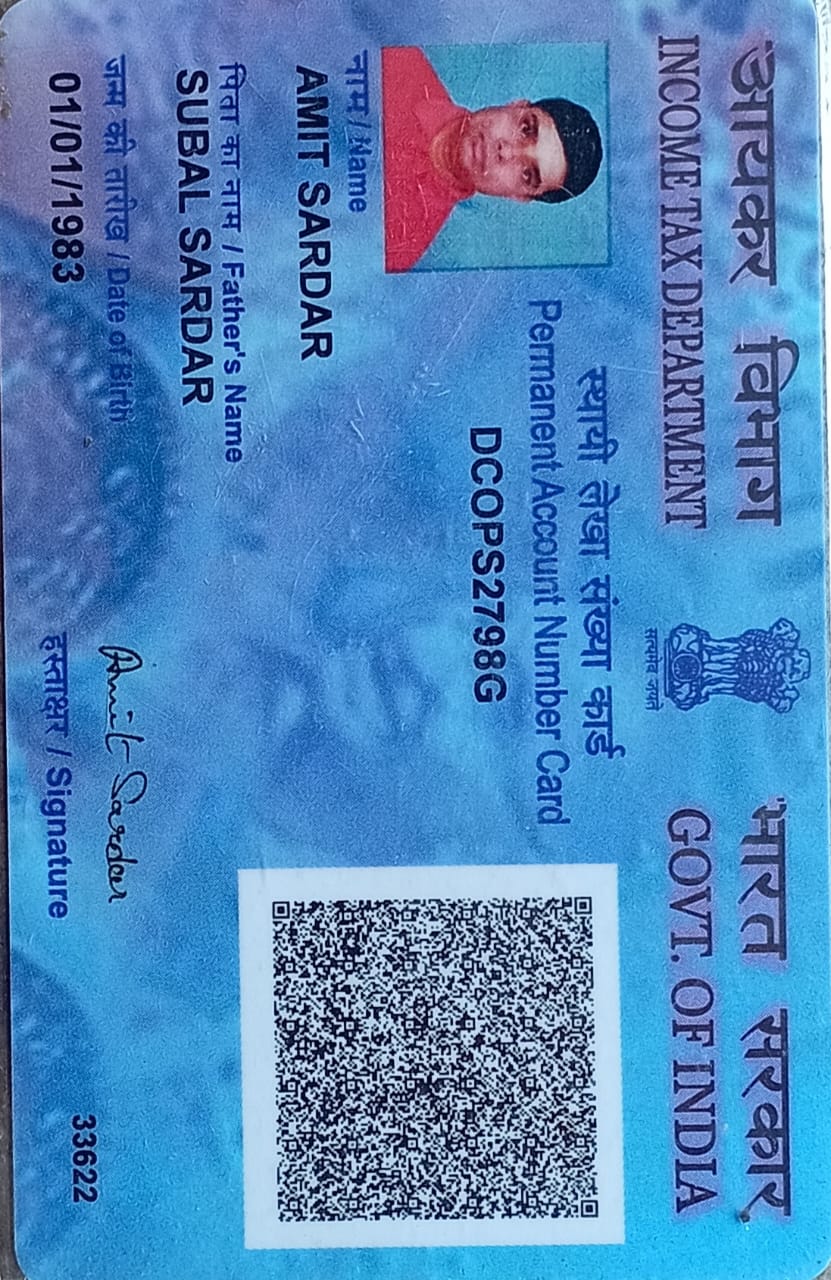 आयकर विभाग
INCOME TAX DEPARTMENT
सत्यमेव जयते
भारत सरकार
GOVT. OF INDIA
स्थायी लेखा संख्या कार्ड
Permanent Account Number Card
DCOPS2798G
नाम / Name
AMIT SARDAR
पिता का नाम / Father's Name
SUBAL SARDAR
जन्म की तारीख / Date of Birth
01/01/1983
Amit Sardar
हस्ताक्षर / Signature
33622